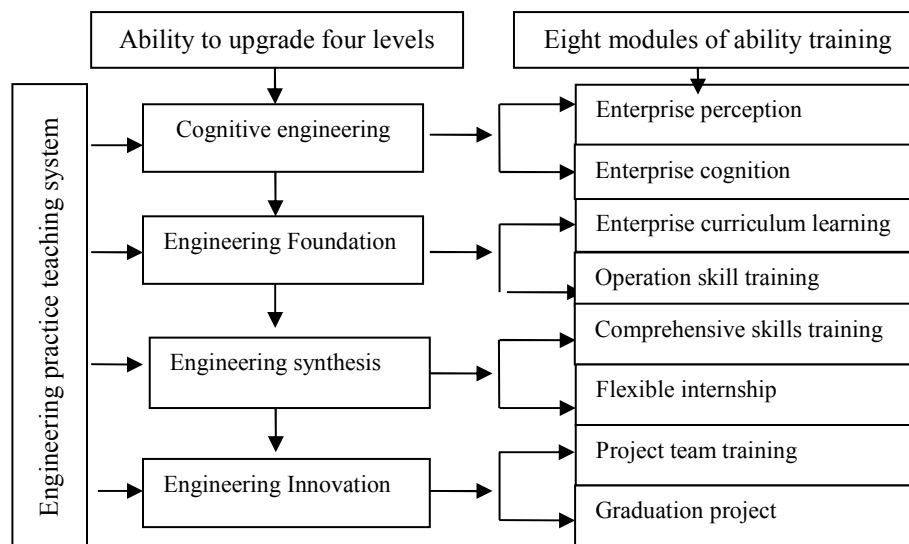 Ability to upgrade four levels
Eight modules of ability training
Engineering practice teaching system
Cognitive engineering
Enterprise perception
Enterprise cognition
Engineering Foundation
Enterprise curriculum learning
Operation skill training
Engineering synthesis
Comprehensive skills training
Flexible internship
Engineering Innovation
Project team training
Graduation project